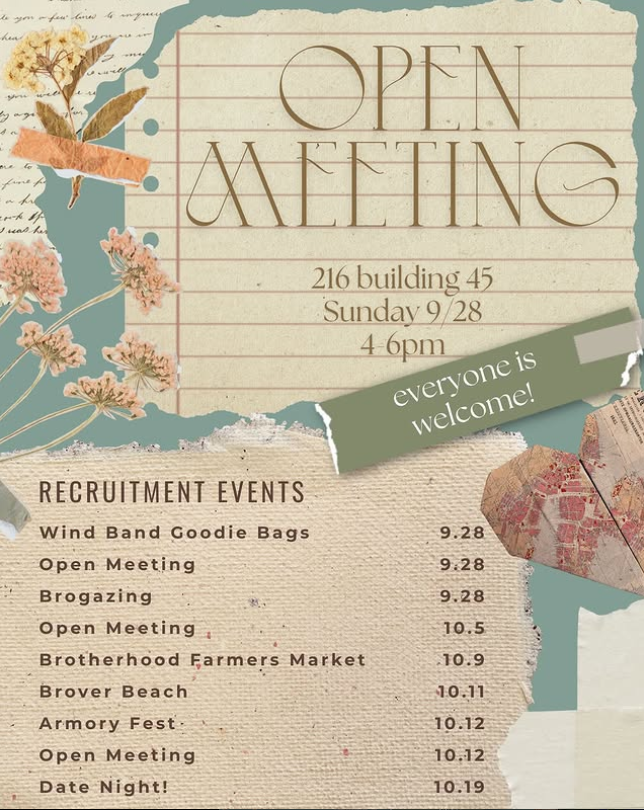 OPEN
MEETING
216 building 45
Sunday 9/28
4-6pm
everyone is
welcome!
RECRUITMENT EVENTS
Wind Band Goodie Bags 9.28
Open Meeting 9.28
Brogazing 9.28
Open Meeting 10.5
Brotherhood Farmers Market 10.9
Brover Beach 10.11
Armory Fest 10.12
Open Meeting 10.12
Date Night! 10.19